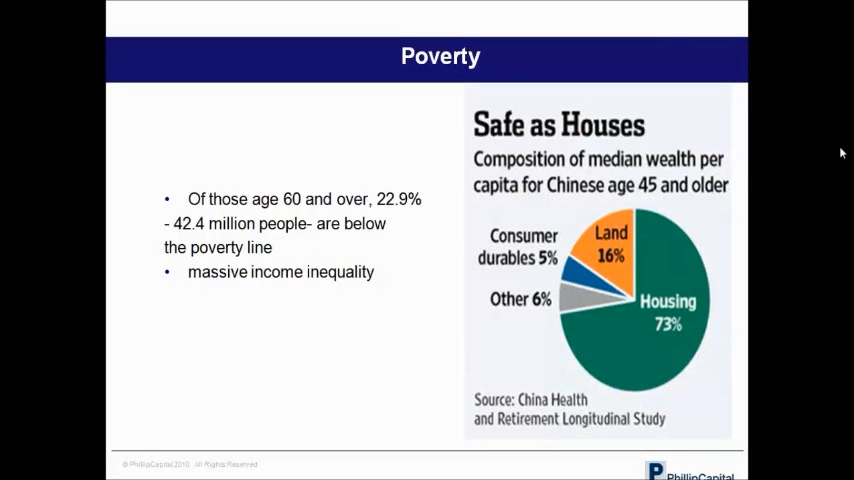 Poverty
• Of those age 60 and over, 22.9%
- 42.4 million people- are below
the poverty line
• massive income inequality
Safe as Houses
Composition of median wealth per
capita for Chinese age 45 and older
Consumer
durables 5%
Land
16%
Other 6%
Housing
73%
Source: China Health
and Retirement Longitudinal Study
© PhillipCapital 2010. All Rights Reserved
P PhillipCapital